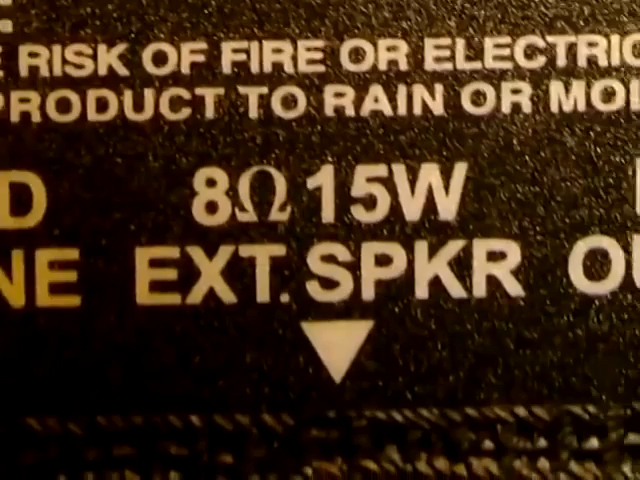 RISK OF FIRE OR ELECTRIC
PRODUCT TO RAIN OR MOI
D 8Ω 15W
NE EXT. SPKR OU